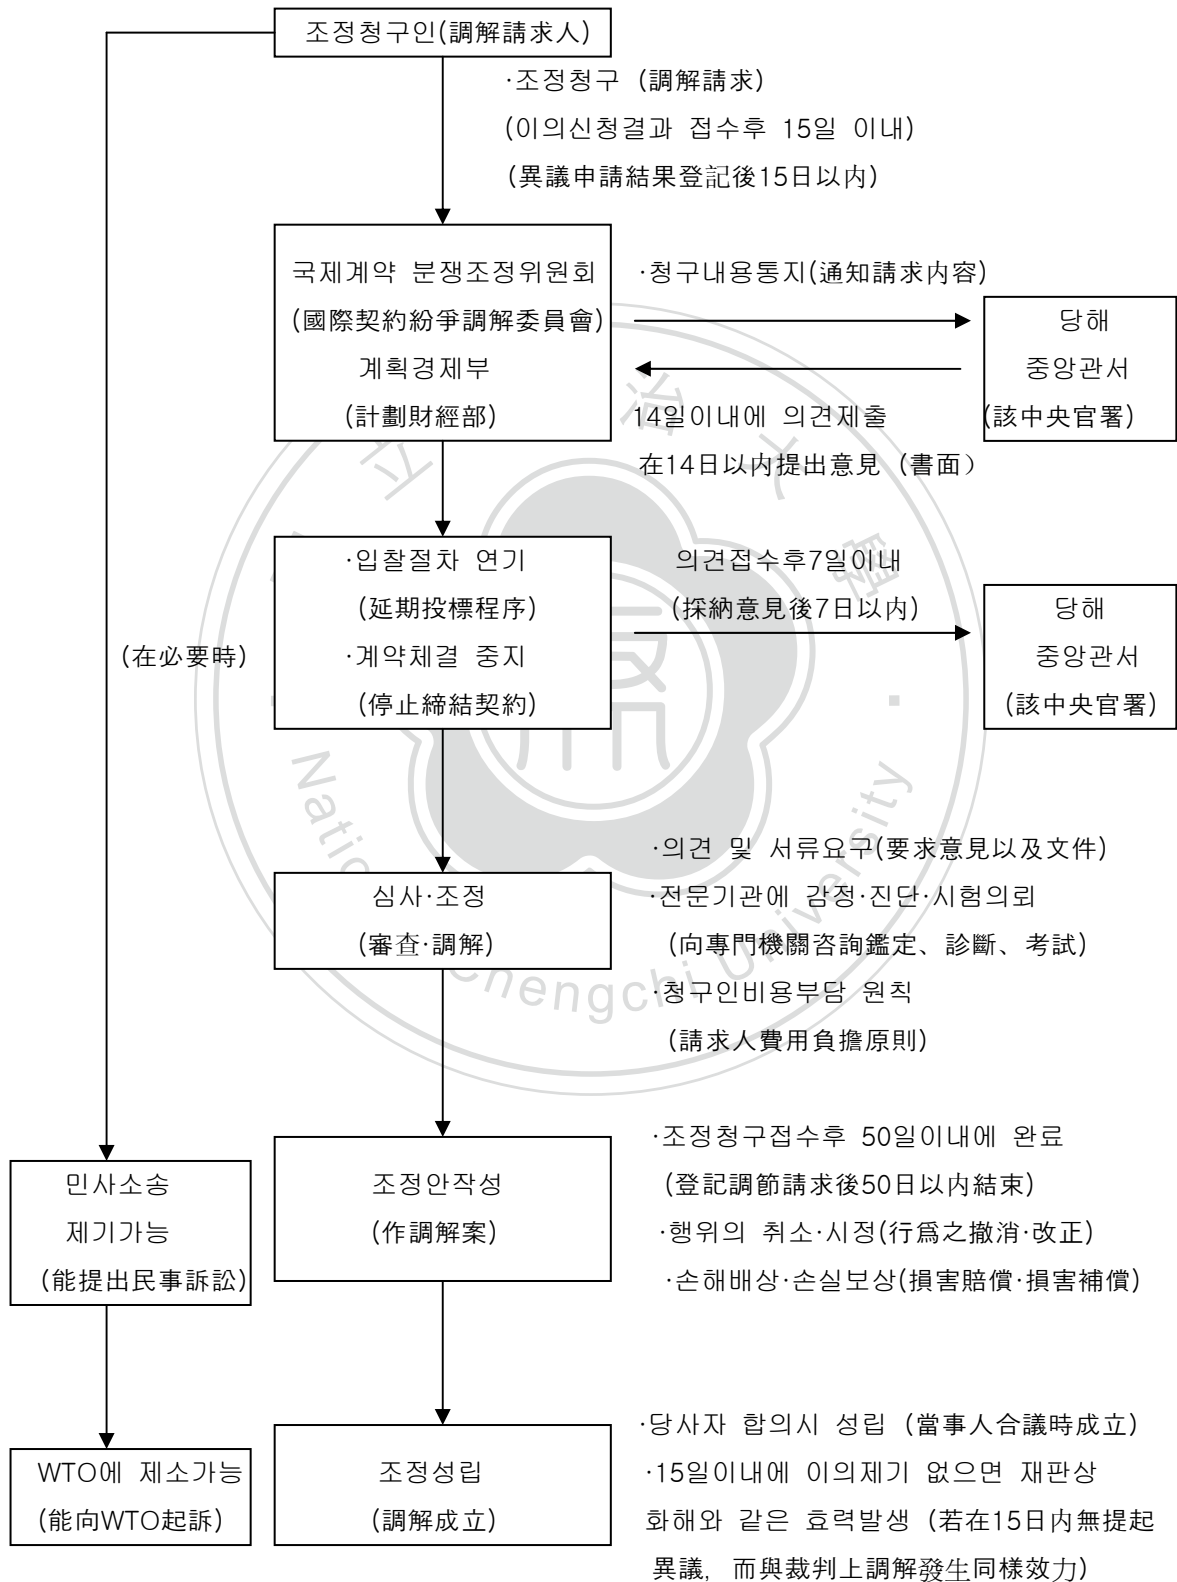 조정청구인(調解請求人)
·조정청구 (調解請求)
(이의신청결과 접수후 15일 이내)
(異議申請結果登記後15日以内)
국제계약 분쟁조정위원회
(國際契約紛爭調解委員會)
계획경제부
(計劃財經部)
·청구내용통지(通知請求内容)
14일이내에 의견제출
在14日以内提出意見 (書面)
당해
중앙관서
(該中央官署)
·입찰절차 연기
(延期投標程序)
·계약체결 중지
(停止締結契約)
의견접수후7일이내
(採納意見後7日以内)
당해
중앙관서
(該中央官署)
(在必要時)
심사·조정
(審查·調解)
·의견 및 서류요구(要求意見以及文件)
·전문기관에 감정·진단·시험의뢰
(向專門機關咨詢鑑定、診斷、考試)
·청구인비용부담 원칙
(請求人費用負擔原則)
민사소송
제기가능
(能提出民事訴訟)
조정안작성
(作調解案)
·조정청구접수후 50일이내에 완료
(登記調節請求後50日以内結束)
·행위의 취소·시정(行爲之撤消·改正)
·손해배상·손실보상(損害賠償·損害補償)
WTO에 제소가능
(能向WTO起訴)
조정성립
(調解成立)
·당사자 합의시 성립 (當事人合議時成立)
·15일이내에 이의제기 없으면 재판상
화해와 같은 효력발생 (若在15日内無提起
異議, 而與裁判上調解發生同樣效力)
立
治
大
學
National Chengchi University